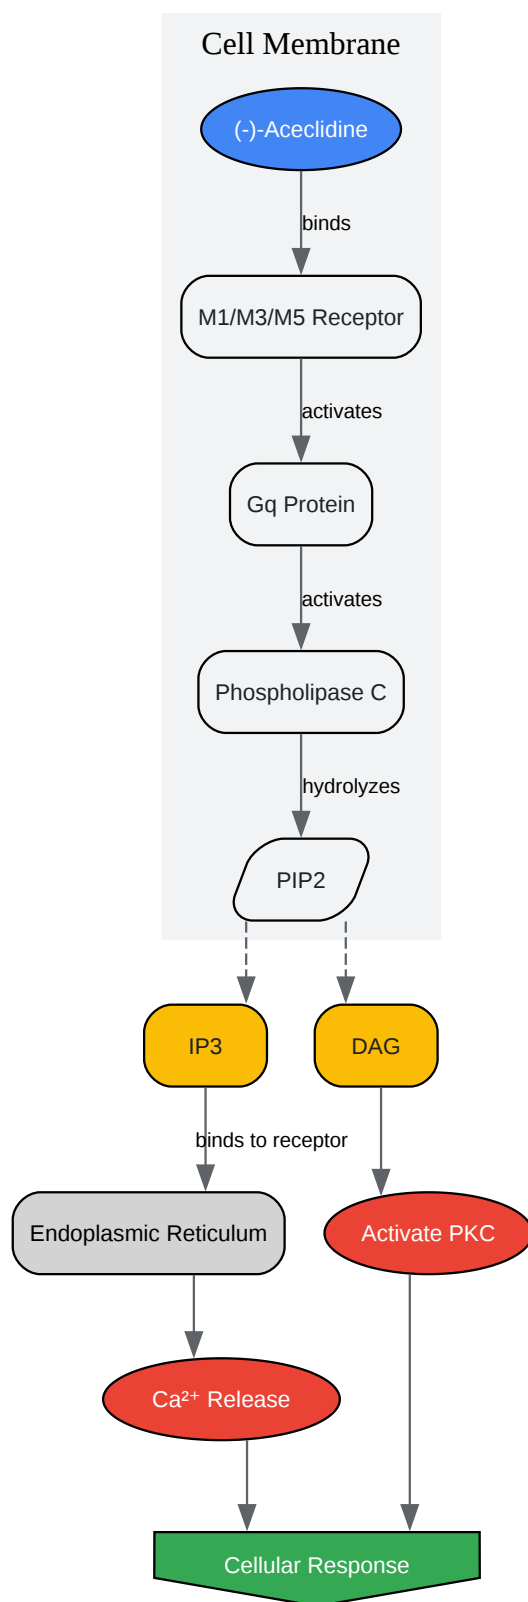 Cell Membrane
(-)-Aceclidine
binds
M1/M3/M5 Receptor
activates
Gq Protein
activates
Phospholipase C
hydrolyzes
PIP2
IP3
DAG
binds to receptor
Endoplasmic Reticulum
Activate PKC
Ca²⁺ Release
Cellular Response